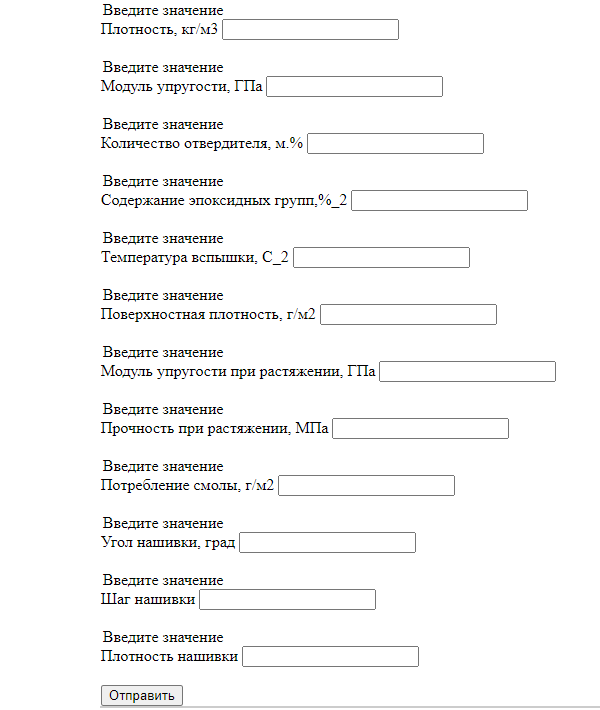 Введите значение
Плотность, кг/м3
Введите значение
Модуль упругости, ГПа
Введите значение
Количество отвердителя, м.%
Введите значение
Содержание эпоксидных групп,%_2
Введите значение
Температура вспышки, С_2
Введите значение
Поверхностная плотность, г/м2
Введите значение
Модуль упругости при растяжении, ГПа
Введите значение
Прочность при растяжении, МПа
Введите значение
Потребление смолы, г/м2
Введите значение
Угол нашивки, град
Введите значение
Шаг нашивки
Введите значение
Плотность нашивки
Отправить